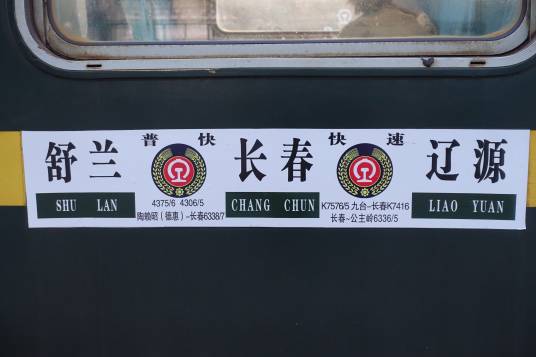 舒兰 普快 长春 快速 辽源
SHU LAN
4375/6 4306/5
陶赖昭（德惠）~长春6338/7
CHANG CHUN
K7576/5 九台~长春K7416
长春~公主岭6336/5
LIAO YUAN